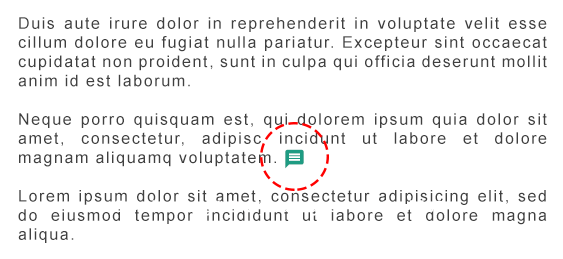 Duis aute irure dolor in reprehenderit in voluptate velit esse
cillum dolore eu fugiat nulla pariatur. Excepteur sint occaecat
cupidatat non proident, sunt in culpa qui officia deserunt mollit
anim id est laborum.
Neque porro quisquam est, qui dolorem ipsum quia dolor sit
amet, consectetur, adipisc incidunt ut labore et dolore
magnam aliquamq voluptatem.
Lorem ipsum dolor sit amet, consectetur adipisicing elit, sed
do eiusmod tempor incididunt ut labore et dolore magna
aliqua.